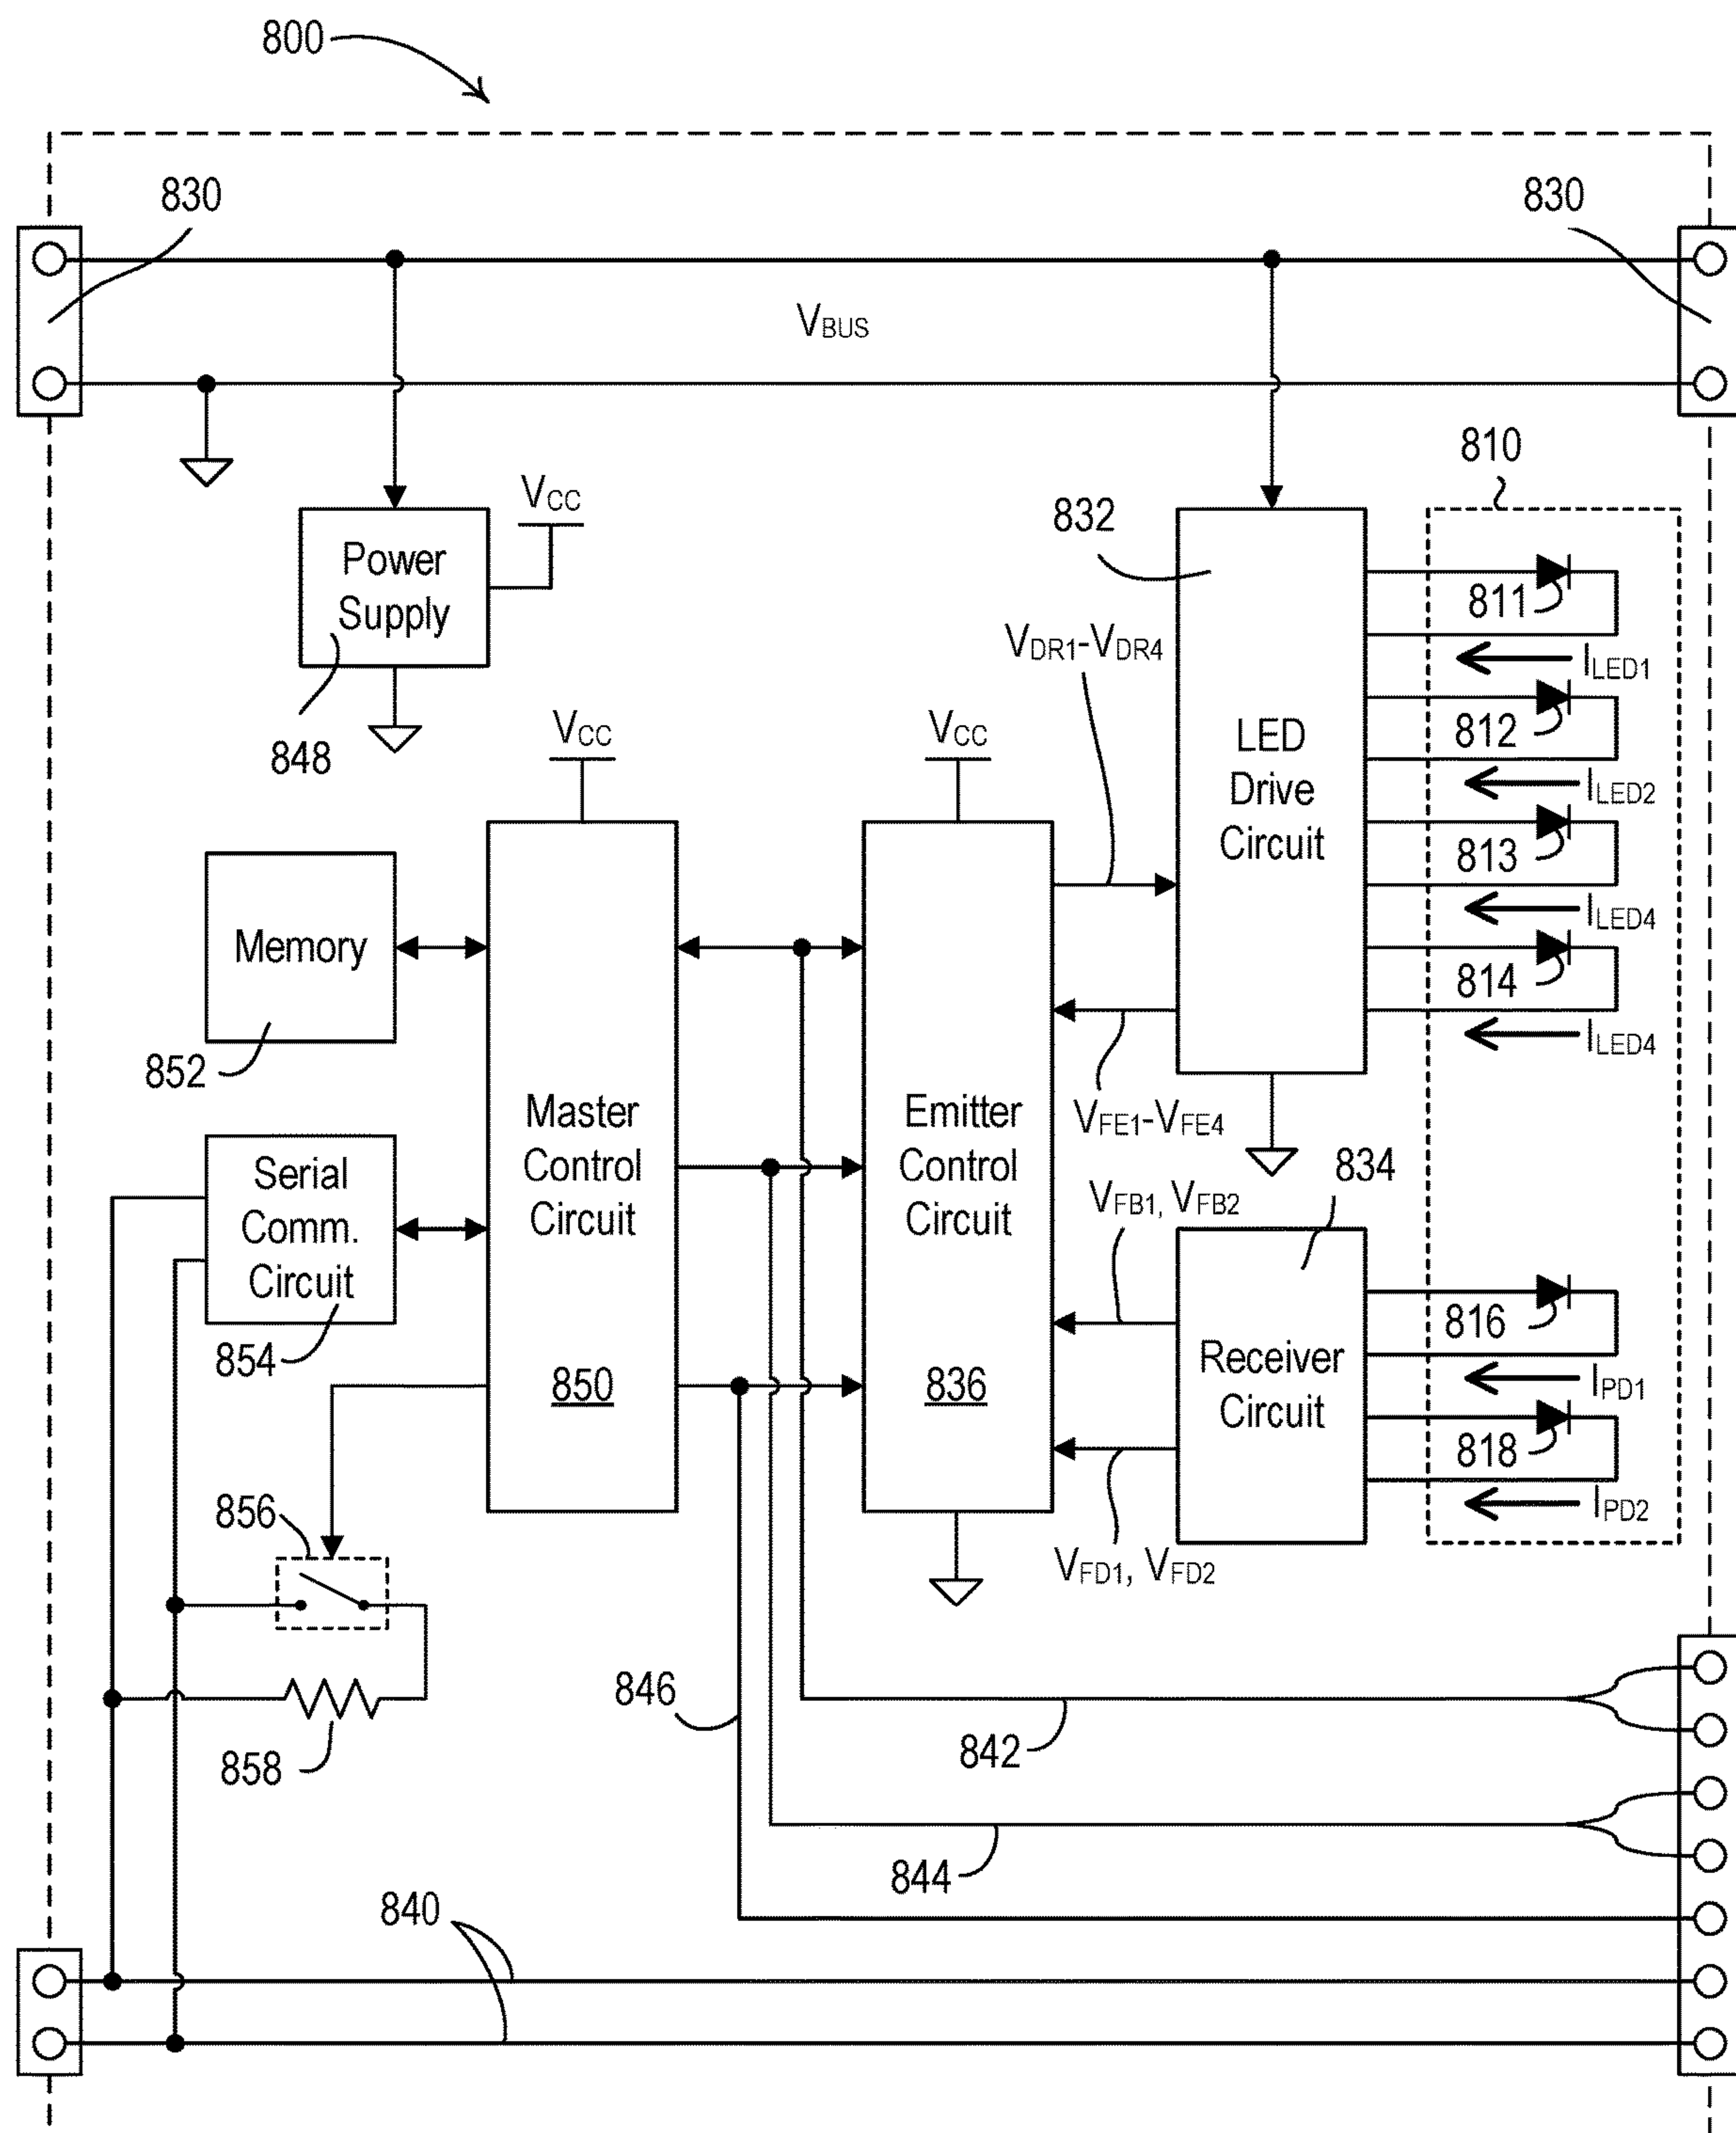 800
830
830
VBUS
810
VCC
832
Power
Supply
848
811
VDR1-VDR4
ILED1
812
VCC
VCC
LED
Drive
Circuit
ILED2
813
ILED4
Memory
852
814
ILED4
Master
Control
Circuit
850
Emitter
Control
Circuit
836
VFE1-VFE4
834
Serial
Comm.
Circuit
854
VFB1, VFB2
816
Receiver
Circuit
IPD1
818
IPD2
856
VFD1, VFD2
846
842
858
844
840